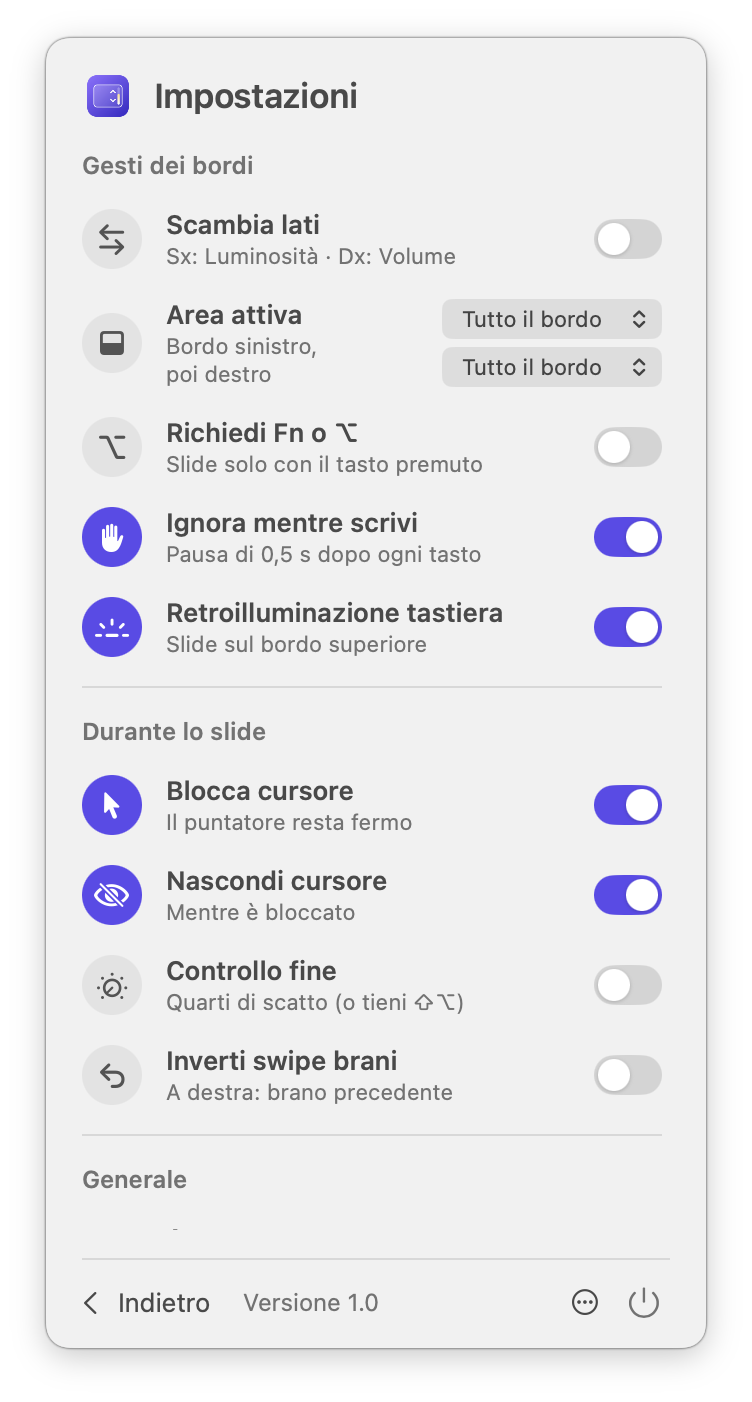 Impostazioni
Gesti dei bordi
Scambia lati
Sx: Luminosità · Dx: Volume
Area attiva
Bordo sinistro,
poi destro
Tutto il bordo
Tutto il bordo
Richiedi Fn o ⌥
Slide solo con il tasto premuto
Ignora mentre scrivi
Pausa di 0,5 s dopo ogni tasto
Retroilluminazione tastiera
Slide sul bordo superiore
Durante lo slide
Blocca cursore
Il puntatore resta fermo
Nascondi cursore
Mentre è bloccato
Controllo fine
Quarti di scatto (o tieni ⇧⌥)
Inverti swipe brani
A destra: brano precedente
Generale
Indietro
Versione 1.0